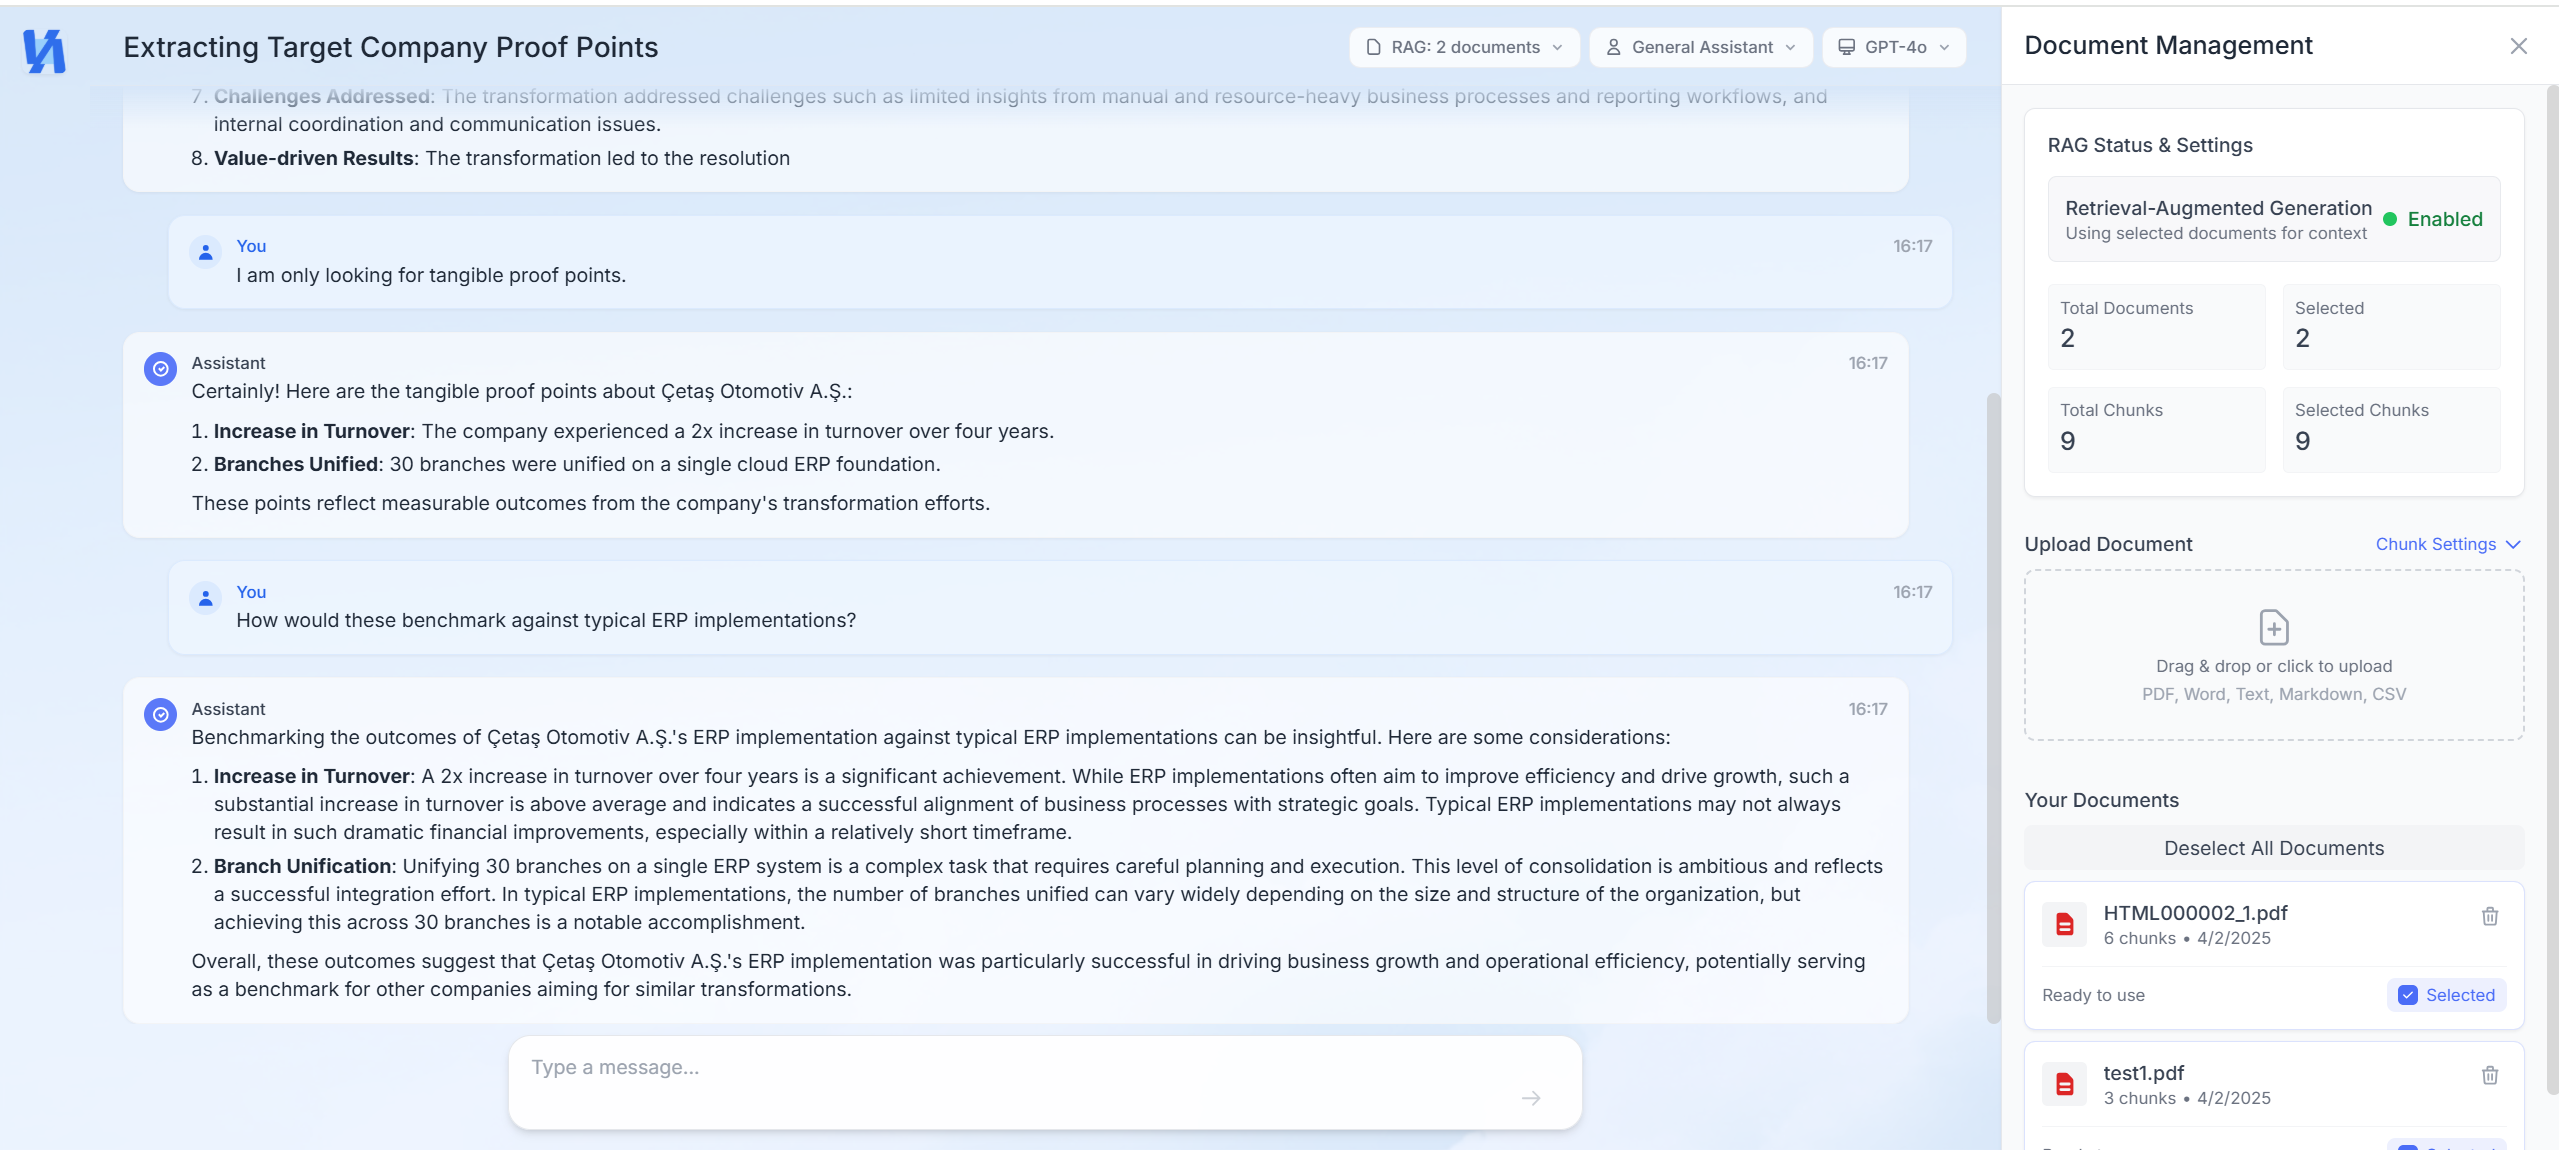 Extracting Target Company Proof Points
RAG: 2 documents
General Assistant
GPT-4o
7. Challenges Addressed: The transformation addressed challenges such as limited insights from manual and resource-heavy business processes and reporting workflows, and
internal coordination and communication issues.
8. Value-driven Results: The transformation led to the resolution
You
16:17
I am only looking for tangible proof points.
Assistant
16:17
Certainly! Here are the tangible proof points about Çetaş Otomotiv A.Ş.:
1. Increase in Turnover: The company experienced a 2x increase in turnover over four years.
2. Branches Unified: 30 branches were unified on a single cloud ERP foundation.
These points reflect measurable outcomes from the company's transformation efforts.
You
16:17
How would these benchmark against typical ERP implementations?
Assistant
16:17
Benchmarking the outcomes of Çetaş Otomotiv A.Ş.'s ERP implementation against typical ERP implementations can be insightful. Here are some considerations:
1. Increase in Turnover: A 2x increase in turnover over four years is a significant achievement. While ERP implementations often aim to improve efficiency and drive growth, such a
substantial increase in turnover is above average and indicates a successful alignment of business processes with strategic goals. Typical ERP implementations may not always
result in such dramatic financial improvements, especially within a relatively short timeframe.
2. Branch Unification: Unifying 30 branches on a single ERP system is a complex task that requires careful planning and execution. This level of consolidation is ambitious and reflects
a successful integration effort. In typical ERP implementations, the number of branches unified can vary widely depending on the size and structure of the organization, but
achieving this across 30 branches is a notable accomplishment.
Overall, these outcomes suggest that Çetaş Otomotiv A.Ş.'s ERP implementation was particularly successful in driving business growth and operational efficiency, potentially serving
as a benchmark for other companies aiming for similar transformations.
Type a message...
Document Management
RAG Status & Settings
Retrieval-Augmented Generation
Using selected documents for context
Enabled
Total Documents
2
Selected
2
Total Chunks
9
Selected Chunks
9
Upload Document
Chunk Settings
Drag & drop or click to upload
PDF, Word, Text, Markdown, CSV
Your Documents
Deselect All Documents
HTML000002_1.pdf
6 chunks • 4/2/2025
Ready to use
Selected
test1.pdf
3 chunks • 4/2/2025